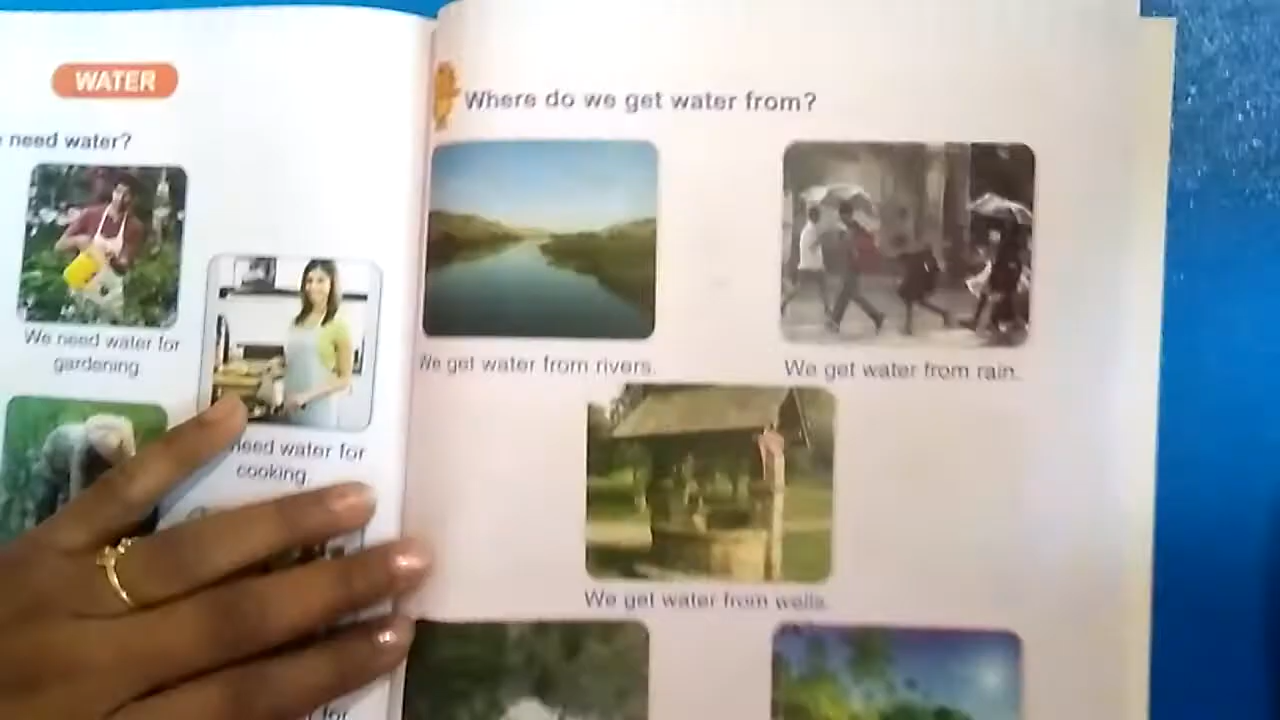 WATER
need water?
We need water for
gardening
need water for
cooking
for
Where do we get water from?
We get water from rivers.
We get water from rain.
We get water from wells.